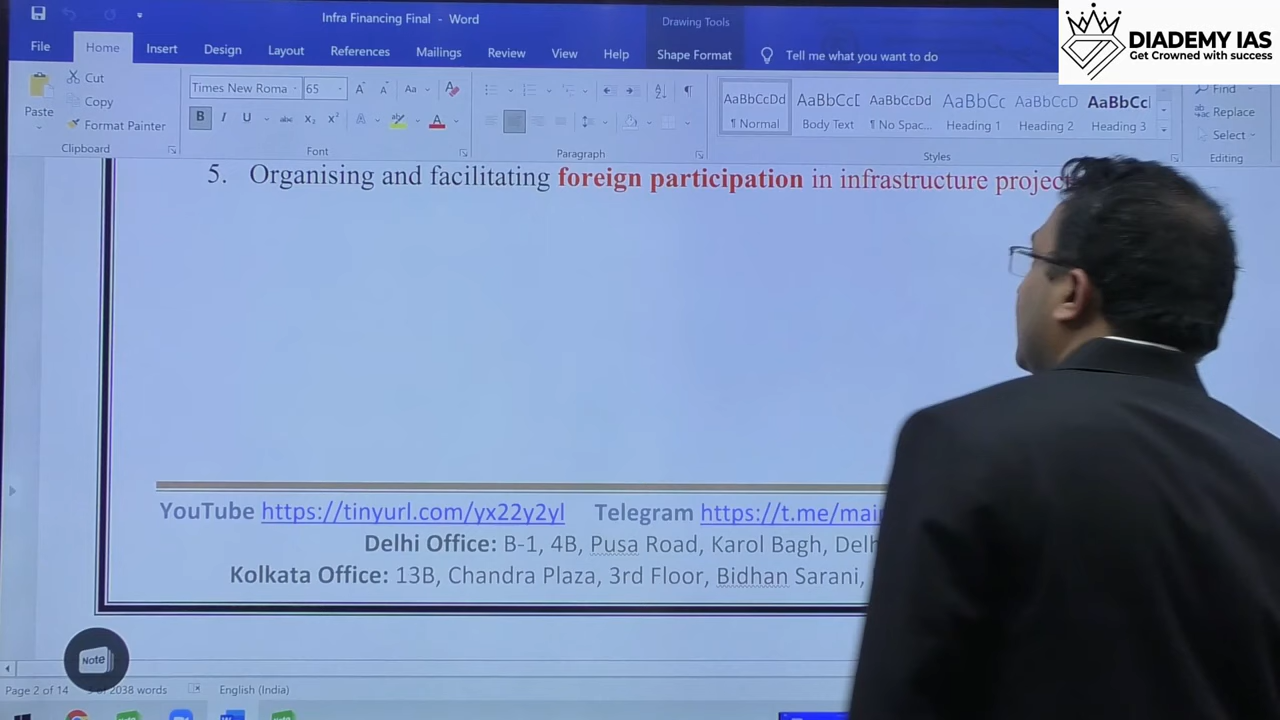 Infra Financing Final - Word
Drawing Tools
DIADEMY IAS
Get Crowned with success
File Home Insert Design Layout References Mailings Review View Help Shape Format Tell me what you want to do
Paste
Cut
Copy
Format Painter
Clipboard
Times New Roma 65
B I U abc X₂ X²
Font
Paragraph
AaBbCcDd AaBbCcD AaBbCcDd AaBbCc AaBbCcD AaBbCc
¶ Normal Body Text ¶ No Spac... Heading 1 Heading 2 Heading 3
Styles
Find
Replace
Select
Editing
5. Organising and facilitating foreign participation in infrastructure projec
YouTube https://tinyurl.com/yx22y2yl Telegram https://t.me/mai
Delhi Office: B-1, 4B, Pusa Road, Karol Bagh, Delh
Kolkata Office: 13B, Chandra Plaza, 3rd Floor, Bidhan Sarani,
Note
Page 2 of 14 of 2038 words English (India)